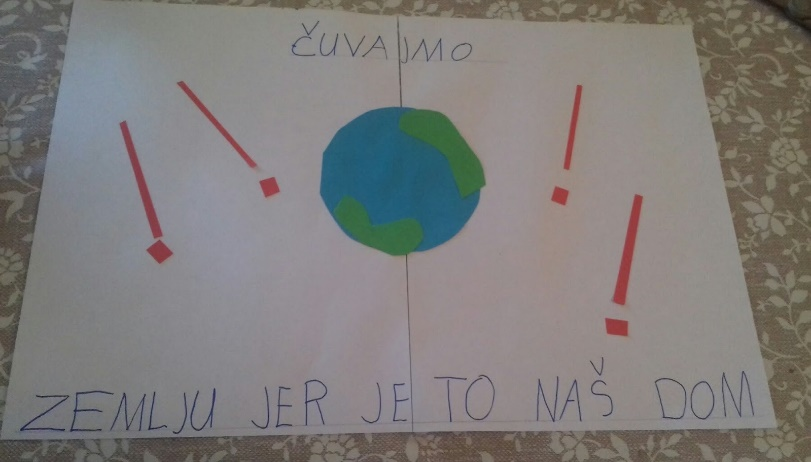 ČUVAJMO
ZEMLJU JER JE TO NAŠ DOM